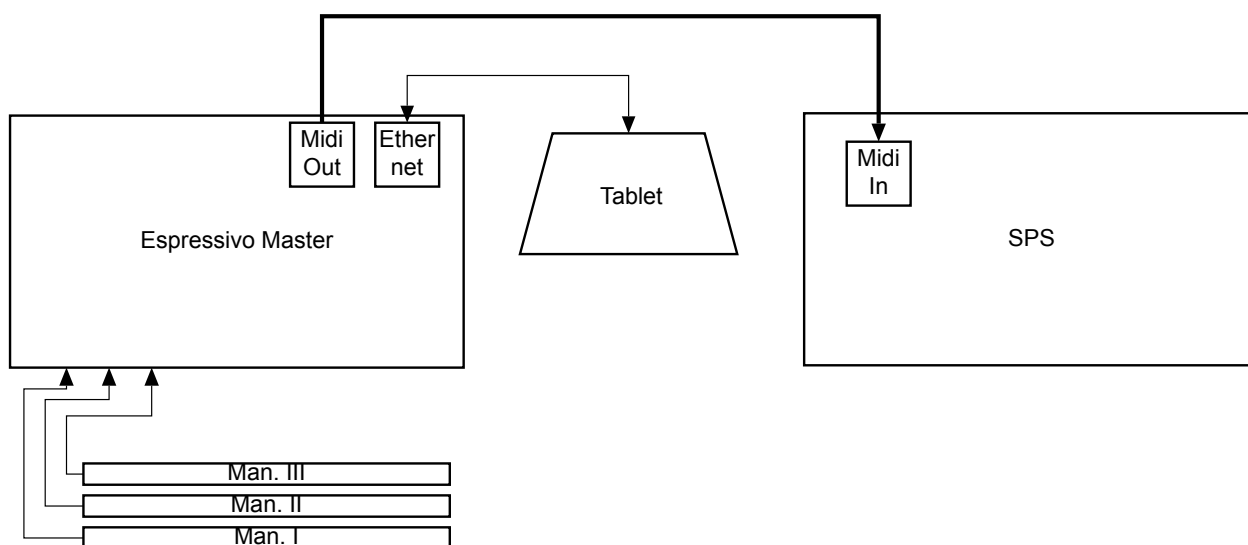 Midi
Out
Ether
net
Midi
In
Tablet
Espressivo Master
SPS
Man. III
Man. II
Man. I